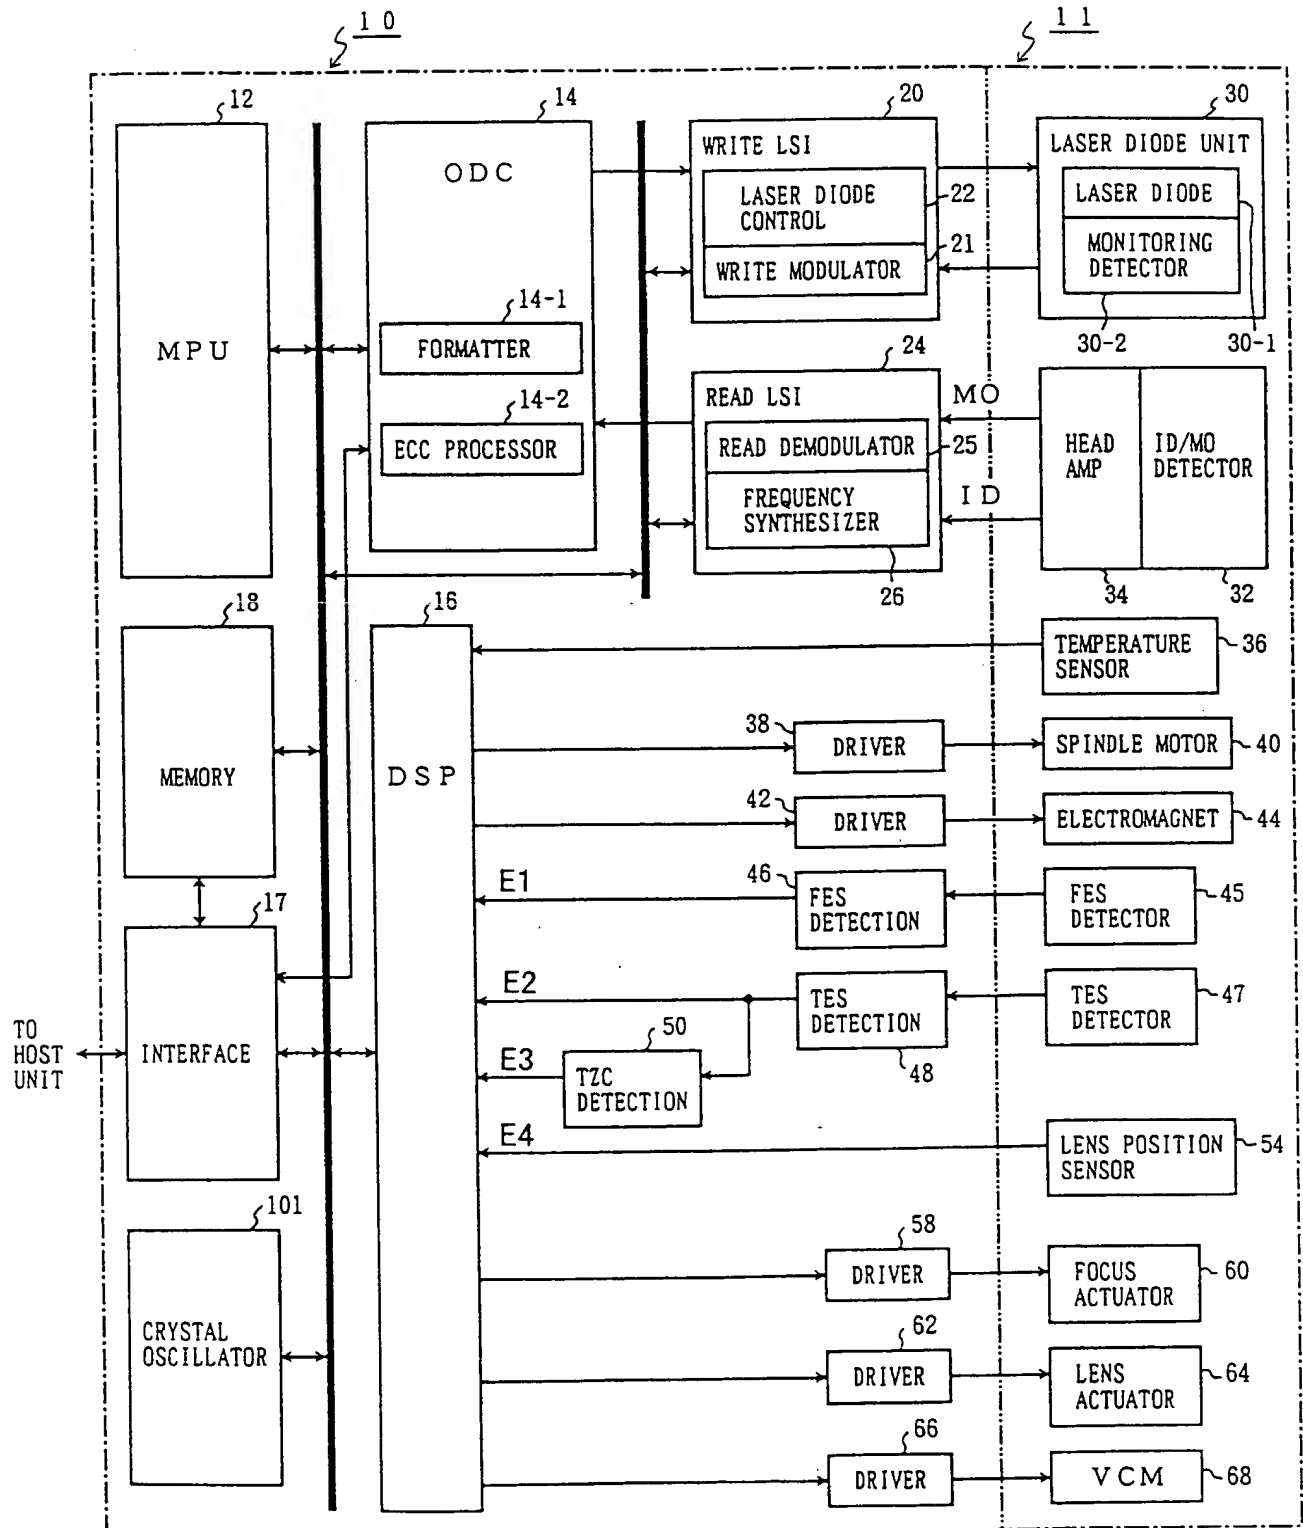 1 0
1 1
12
14
20
30
MPU
ODC
WRITE LSI
LASER DIODE
CONTROL
22
21
WRITE MODULATOR
LASER DIODE UNIT
LASER DIODE
MONITORING
DETECTOR
30-2
30-1
14-1
FORMATTER
14-2
ECC PROCESSOR
24
READ LSI
READ DEMODULATOR
25
FREQUENCY
SYNTHESIZER
26
MO
ID
HEAD
AMP
ID/MO
DETECTOR
34
32
18
MEMORY
16
DSP
TEMPERATURE
SENSOR
36
38
DRIVER
SPINDLE MOTOR
40
42
DRIVER
ELECTROMAGNET
44
E1
46
FES
DETECTION
FES
DETECTOR
45
17
INTERFACE
TO
HOST
UNIT
E2
TES
DETECTION
48
TES
DETECTOR
47
E3
50
TZC
DETECTION
E4
LENS POSITION
SENSOR
54
101
CRYSTAL
OSCILLATOR
58
DRIVER
FOCUS
ACTUATOR
60
62
DRIVER
LENS
ACTUATOR
64
66
DRIVER
VCM
68